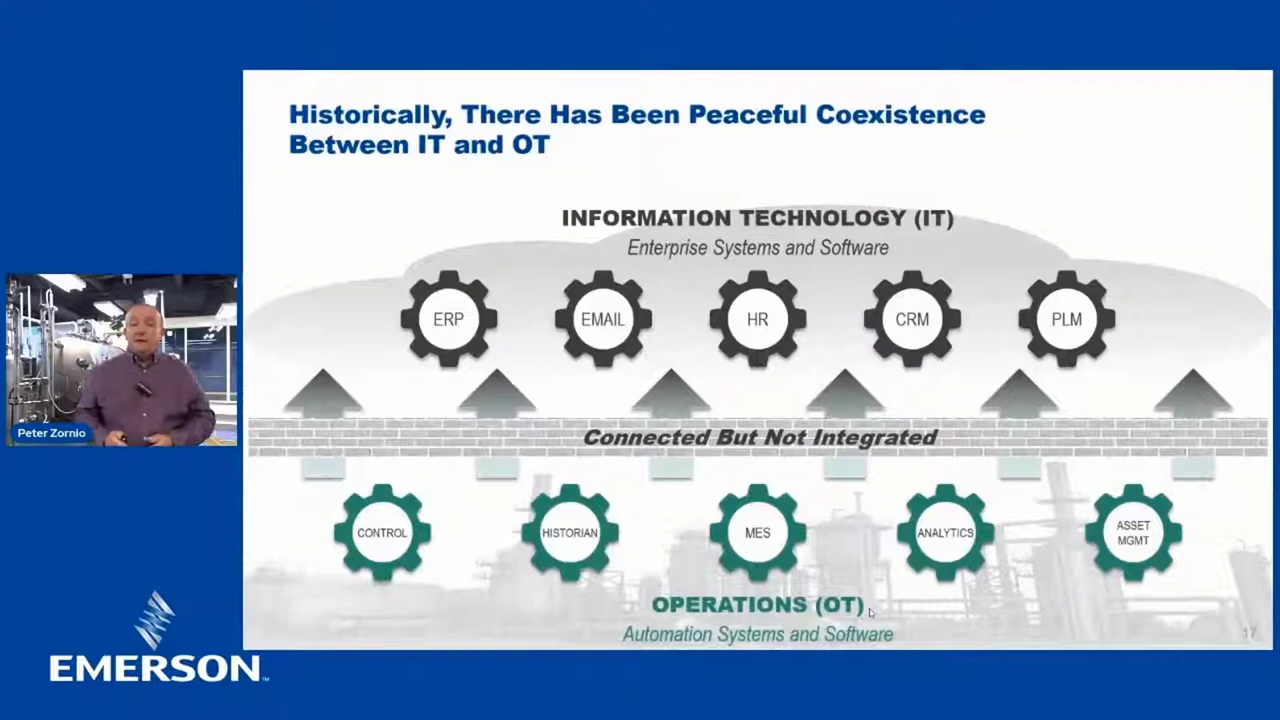 Historically, There Has Been Peaceful Coexistence
Between IT and OT
INFORMATION TECHNOLOGY (IT)
Enterprise Systems and Software
ERP
EMAIL
HR
CRM
PLM
Connected But Not Integrated
CONTROL
HISTORIAN
MES
ANALYTICS
ASSET
MGMT
OPERATIONS (OT)
Automation Systems and Software
17
Peter Zornio
EMERSON™